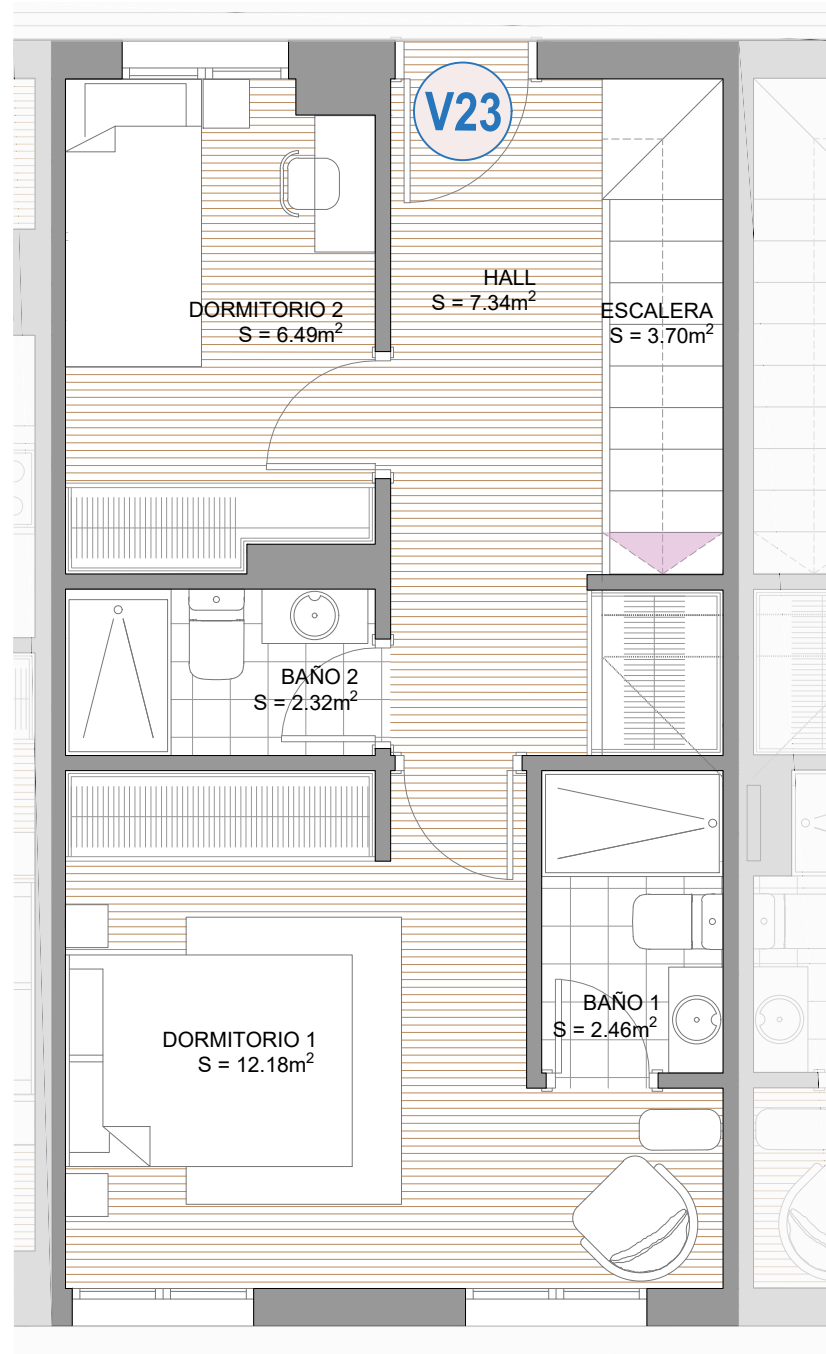 V23
HALL
S = 7.34m²
DORMITORIO 2
S = 6.49m²
ESCALERA
S = 3.70m²
BAÑO 2
S = 2.32m²
BAÑO 1
S = 2.46m²
DORMITORIO 1
S = 12.18m²